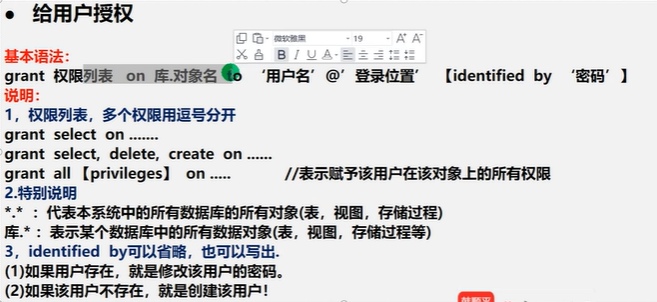 ● 给用户授权
微软雅黑 19 A A
B I U A
基本语法：
grant 权限列表 on 库.对象名 to ‘用户名’@’登录位置’ 【identified by ‘密码’】
说明：
1，权限列表，多个权限用逗号分开
grant select on .......
grant select, delete, create on ......
grant all【privileges】 on ..... //表示赋予该用户在该对象上的所有权限
2.特别说明
*.* ：代表本系统中的所有数据库的所有对象(表，视图，存储过程)
库.*：表示某个数据库中的所有数据对象(表，视图，存储过程等)
3，identified by可以省略，也可以写出.
(1)如果用户存在，就是修改该用户的密码。
(2)如果该用户不存在，就是创建该用户！
韩顺平